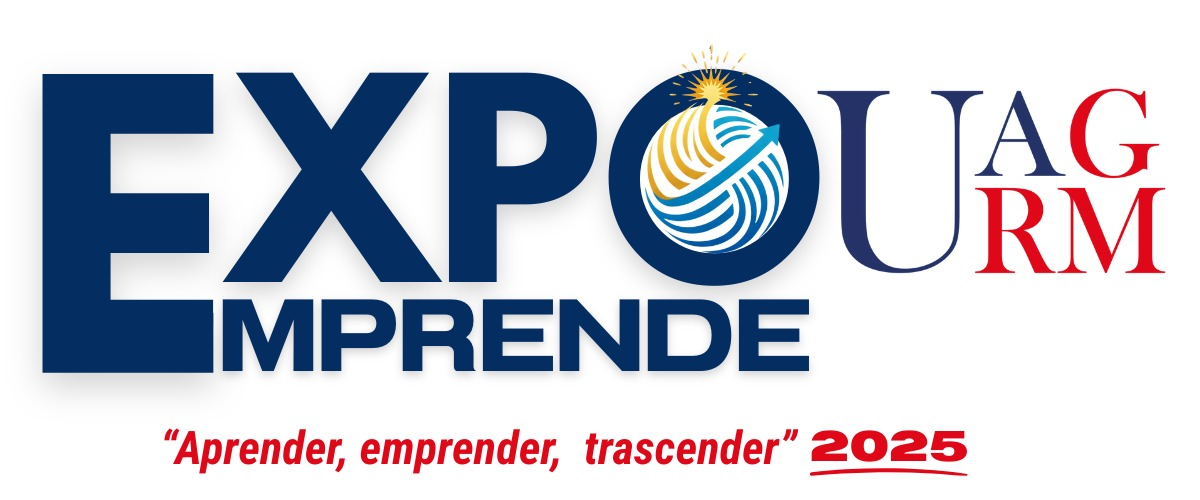 EXPO UAGRM
EMPRENDE
“Aprender, emprender, trascender” 2025